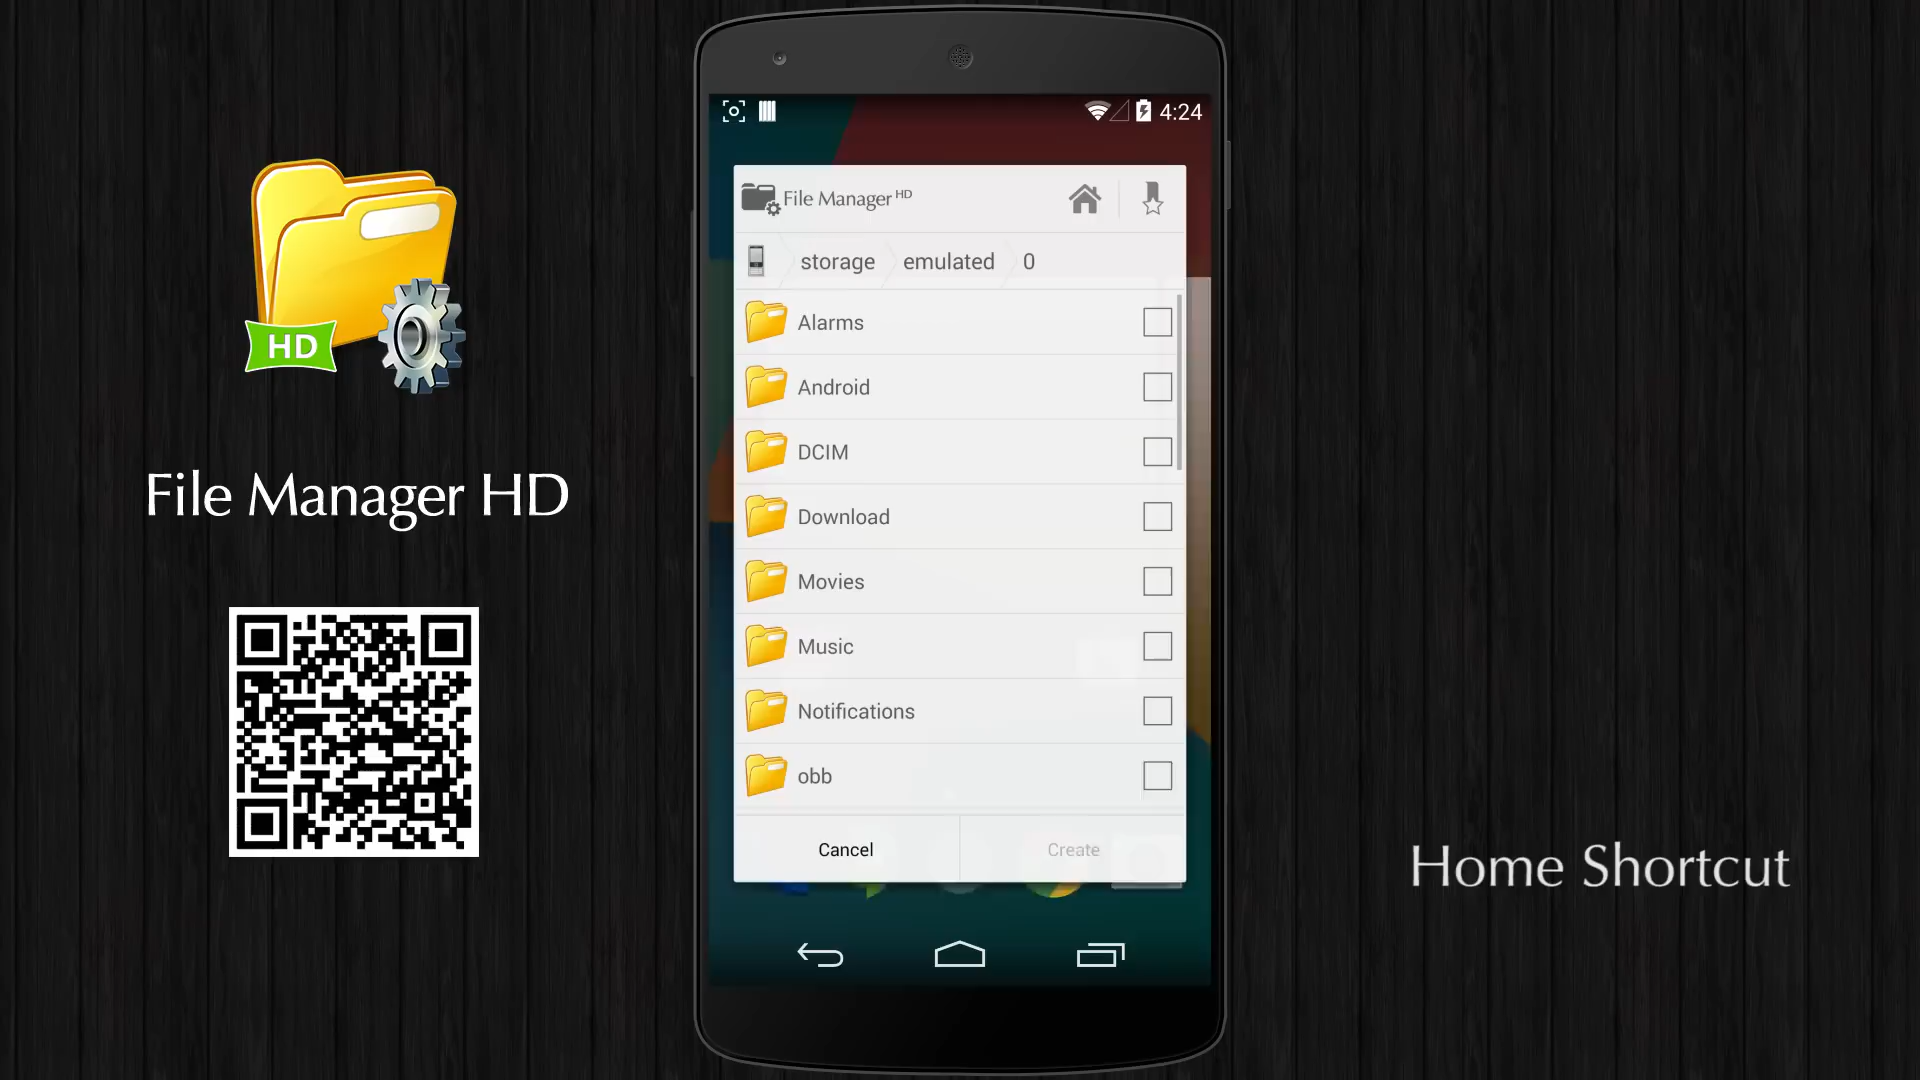 HD
File Manager HD
4:24
File Manager HD
storage
emulated
0
Alarms
Android
DCIM
Download
Movies
Music
Notifications
obb
Cancel
Create
Home Shortcut